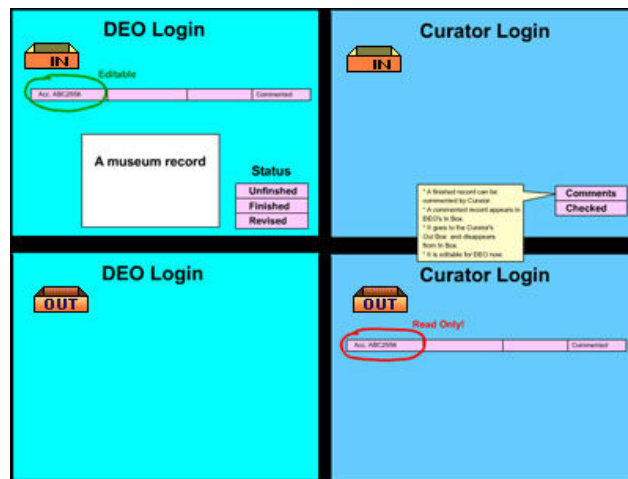 DEO Login
IN
Editable
Acc. ABC2556
Commented
A museum record
Status
Unfinshed
Finished
Revised
Curator Login
IN
* A finished record can be
commented by Curator.
* A commented record appears in
DEO's In Box.
* It goes to the Curator's
Out Box and disappears
from In Box.
* It is editable for DEO now.
Comments
Checked
DEO Login
OUT
Curator Login
OUT
Read Only!
Acc. ABC2556
Commented